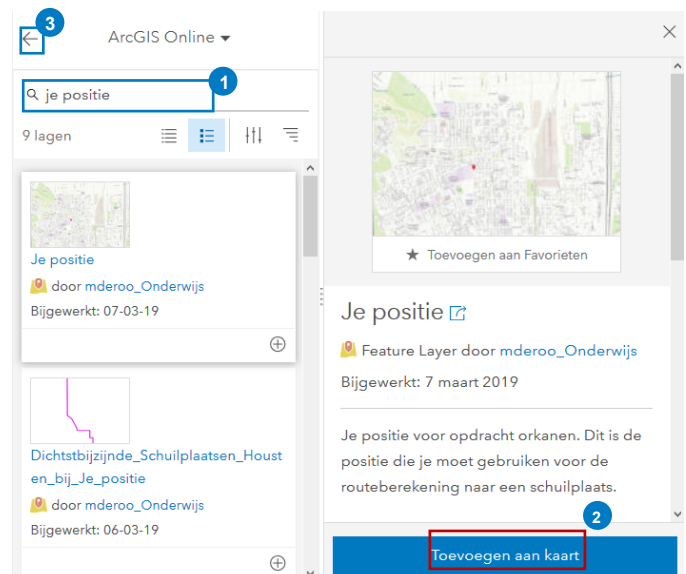 3
ArcGIS Online
1
je positie
9 lagen
Je positie
door mderoo_Onderwijs
Bijgewerkt: 07-03-19
Dichtstbijzijnde_Schuilplaatsen_Houst
en_bij_Je_positie
door mderoo_Onderwijs
Bijgewerkt: 06-03-19
★ Toevoegen aan Favorieten
Je positie
Feature Layer door mderoo_Onderwijs
Bijgewerkt: 7 maart 2019
Je positie voor opdracht orkanen. Dit is de
positie die je moet gebruiken voor de
routeberekening naar een schuilplaats.
2
Toevoegen aan kaart